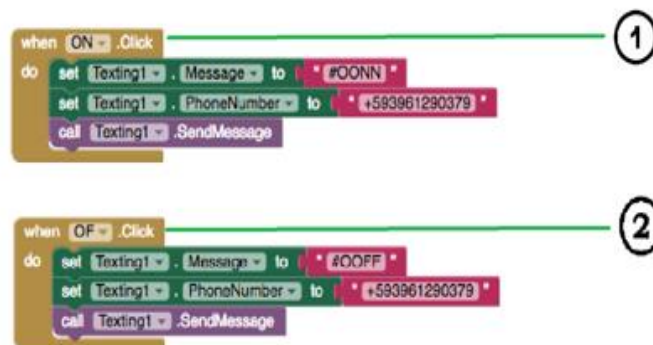 when ON .Click
1
do set Texting1 . Message to " #OONN "
set Texting1 . PhoneNumber to " +593961290379 "
call Texting1 .SendMessage
when OF .Click
2
do set Texting1 . Message to " #OOFF "
set Texting1 . PhoneNumber to " +593961290379 "
call Texting1 .SendMessage